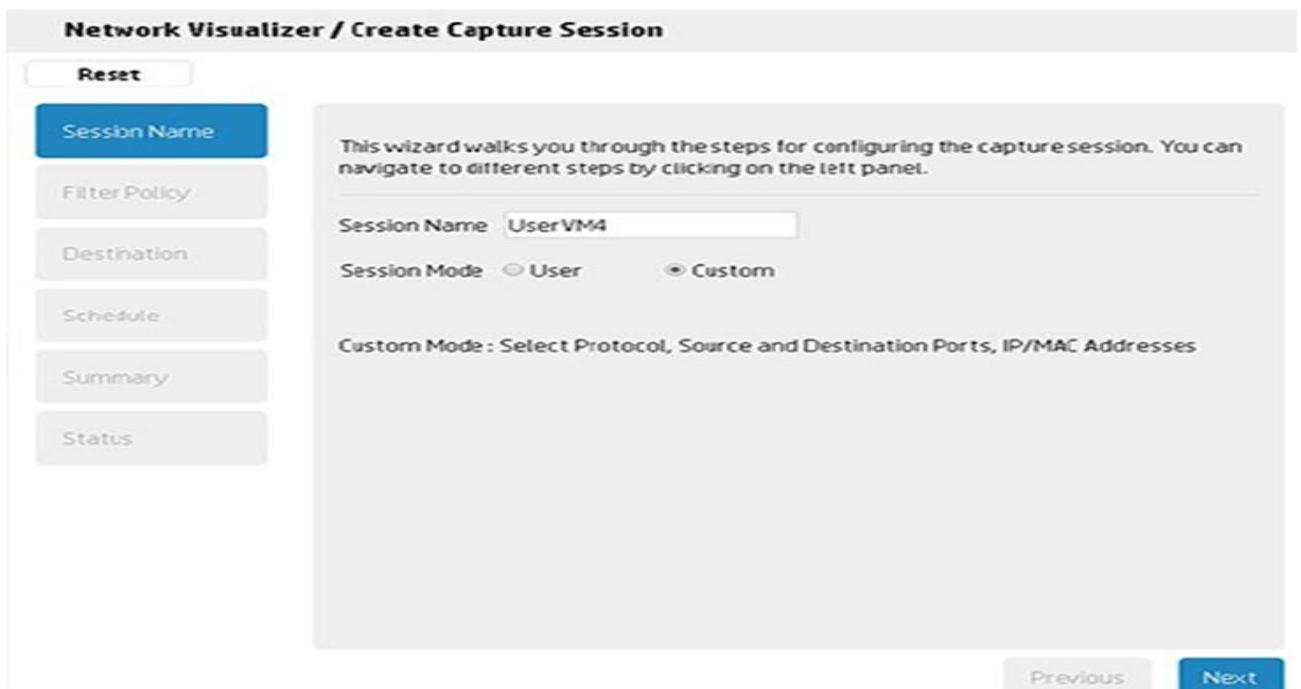 Network Visualizer / Create Capture Session
Reset
Session Name
Filter Policy
Destination
Schedule
Summary
Status
This wizard walks you through the steps for configuring the capture session. You can
navigate to different steps by clicking on the left panel.
Session Name UserVM4
Session Mode User Custom
Custom Mode : Select Protocol, Source and Destination Ports, IP/MAC Addresses
Previous Next